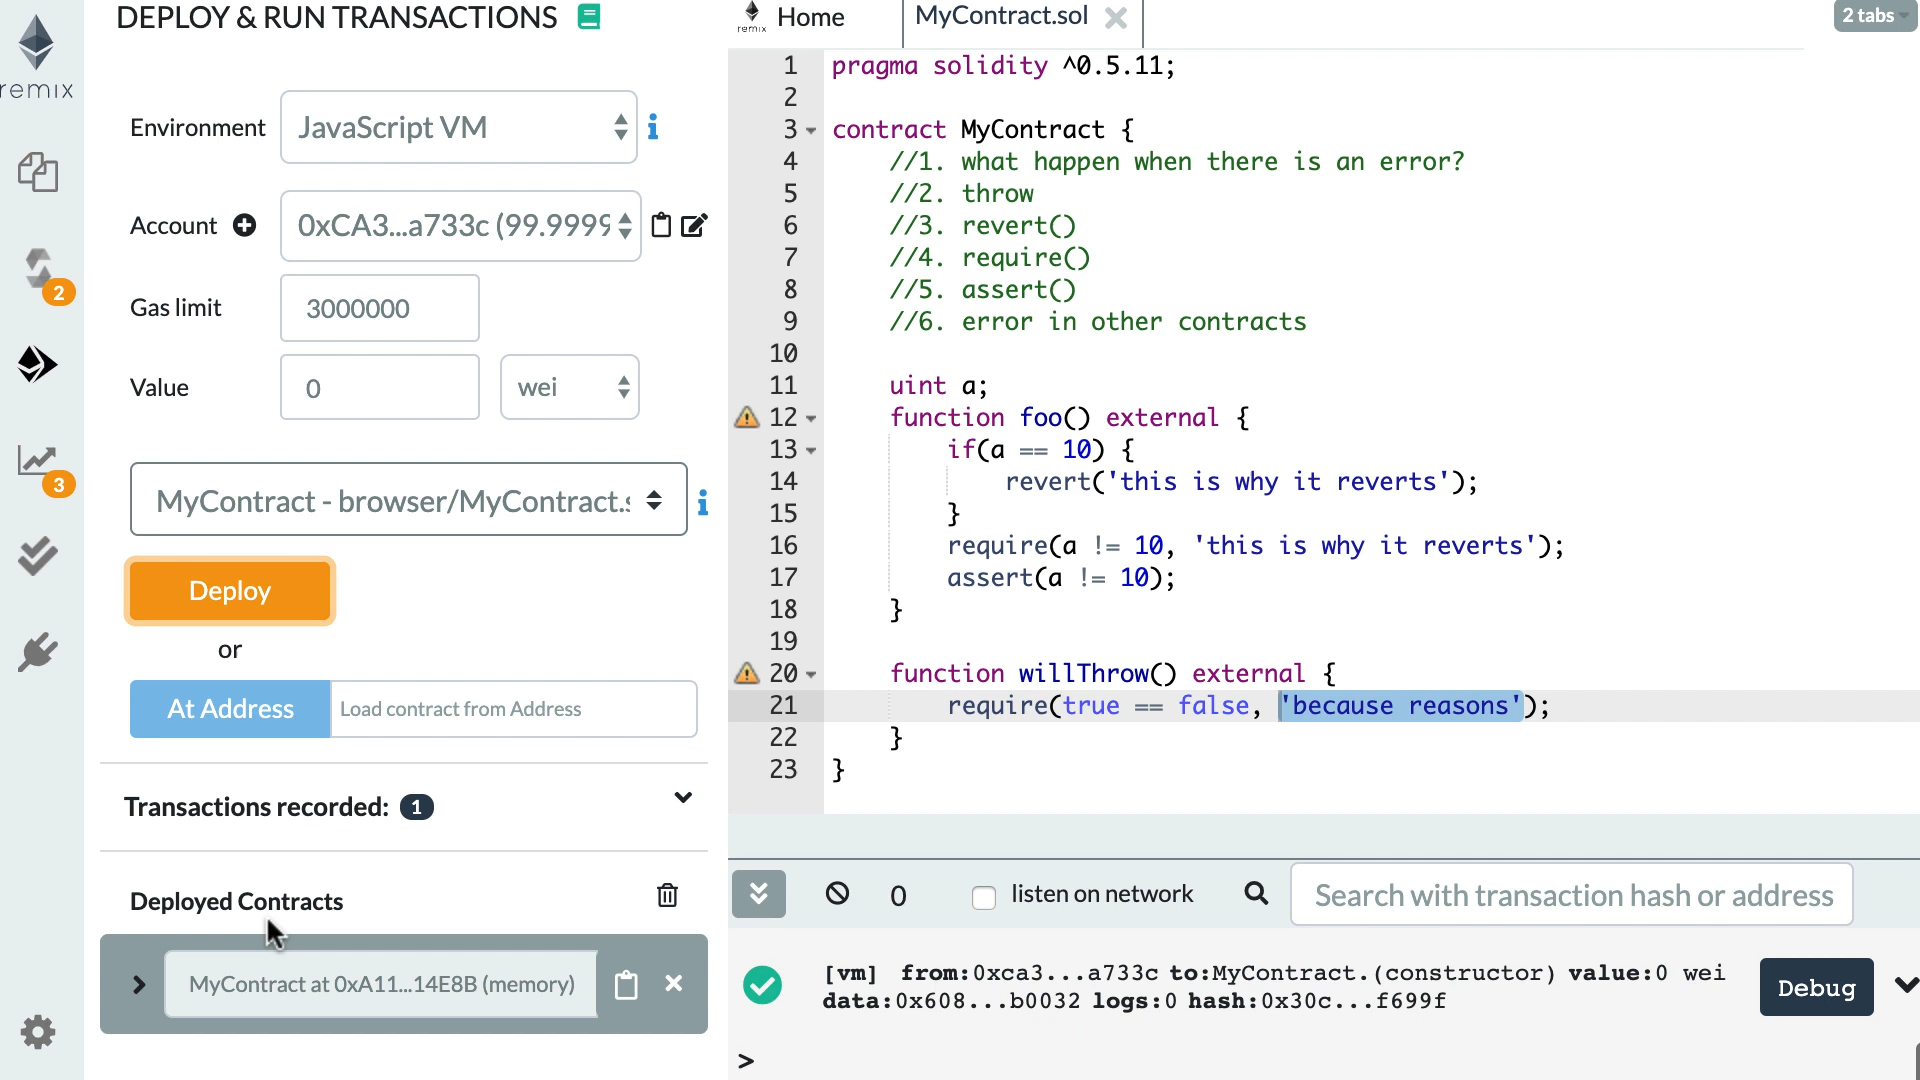 remix
2
3
DEPLOY & RUN TRANSACTIONS
Environment JavaScript VM
Account 0xCA3...a733c (99.9999
Gas limit 3000000
Value 0 wei
MyContract - browser/MyContract.s
Deploy
or
At Address Load contract from Address
Transactions recorded: 1
Deployed Contracts
MyContract at 0xA11...14E8B (memory)
remix Home MyContract.sol 2 tabs
1 pragma solidity ^0.5.11;
2
3 contract MyContract {
4 //1. what happen when there is an error?
5 //2. throw
6 //3. revert()
7 //4. require()
8 //5. assert()
9 //6. error in other contracts
10
11 uint a;
12 function foo() external {
13 if(a == 10) {
14 revert('this is why it reverts');
15 }
16 require(a != 10, 'this is why it reverts');
17 assert(a != 10);
18 }
19
20 function willThrow() external {
21 require(true == false, 'because reasons');
22 }
23 }
0 listen on network Search with transaction hash or address
[vm] from:0xca3...a733c to:MyContract.(constructor) value:0 wei
data:0x608...b0032 logs:0 hash:0x30c...f699f
Debug
>